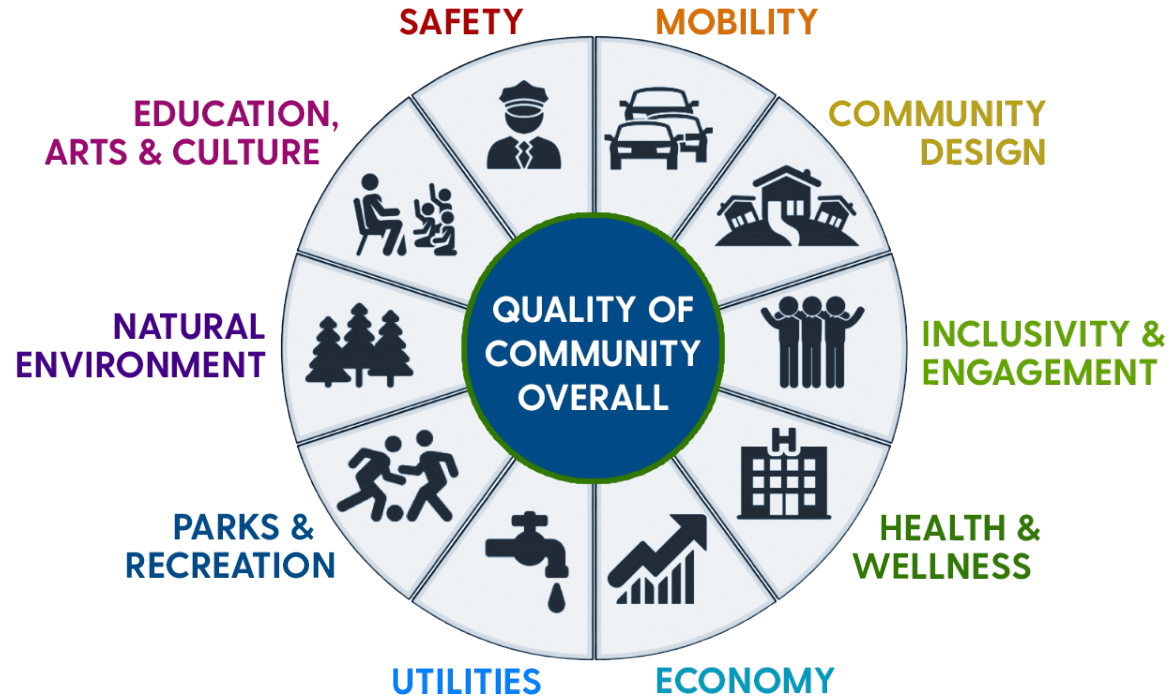 SAFETY
MOBILITY
EDUCATION,
ARTS & CULTURE
COMMUNITY
DESIGN
NATURAL
ENVIRONMENT
QUALITY OF
COMMUNITY
OVERALL
INCLUSIVITY &
ENGAGEMENT
PARKS &
RECREATION
H
HEALTH &
WELLNESS
UTILITIES
ECONOMY